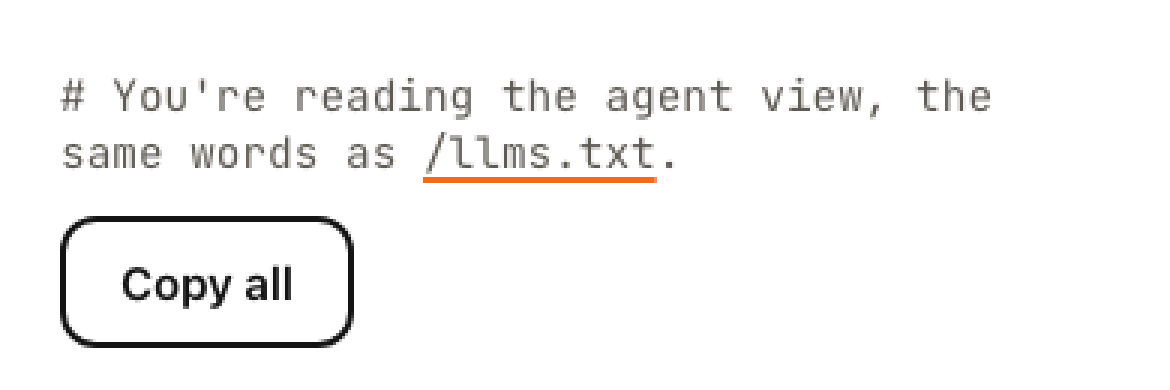 # You're reading the agent view, the
same words as /llms.txt.
Copy all